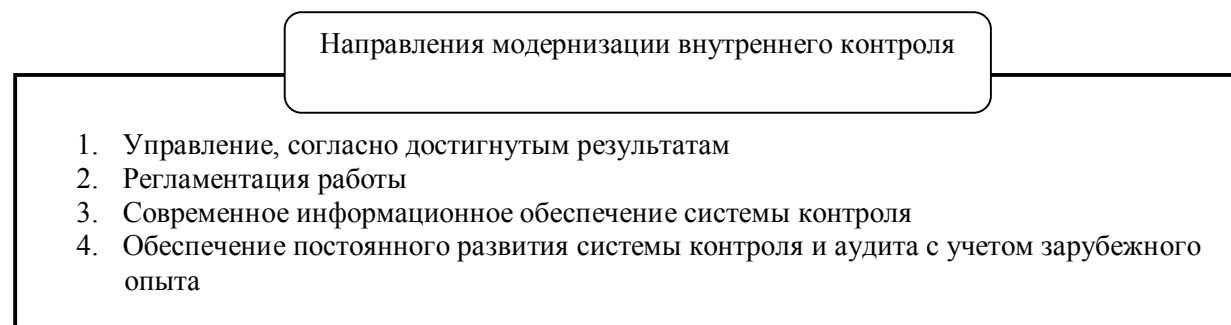 Направления модернизации внутреннего контроля
1. Управление, согласно достигнутым результатам
2. Регламентация работы
3. Современное информационное обеспечение системы контроля
4. Обеспечение постоянного развития системы контроля и аудита с учетом зарубежного
опыта